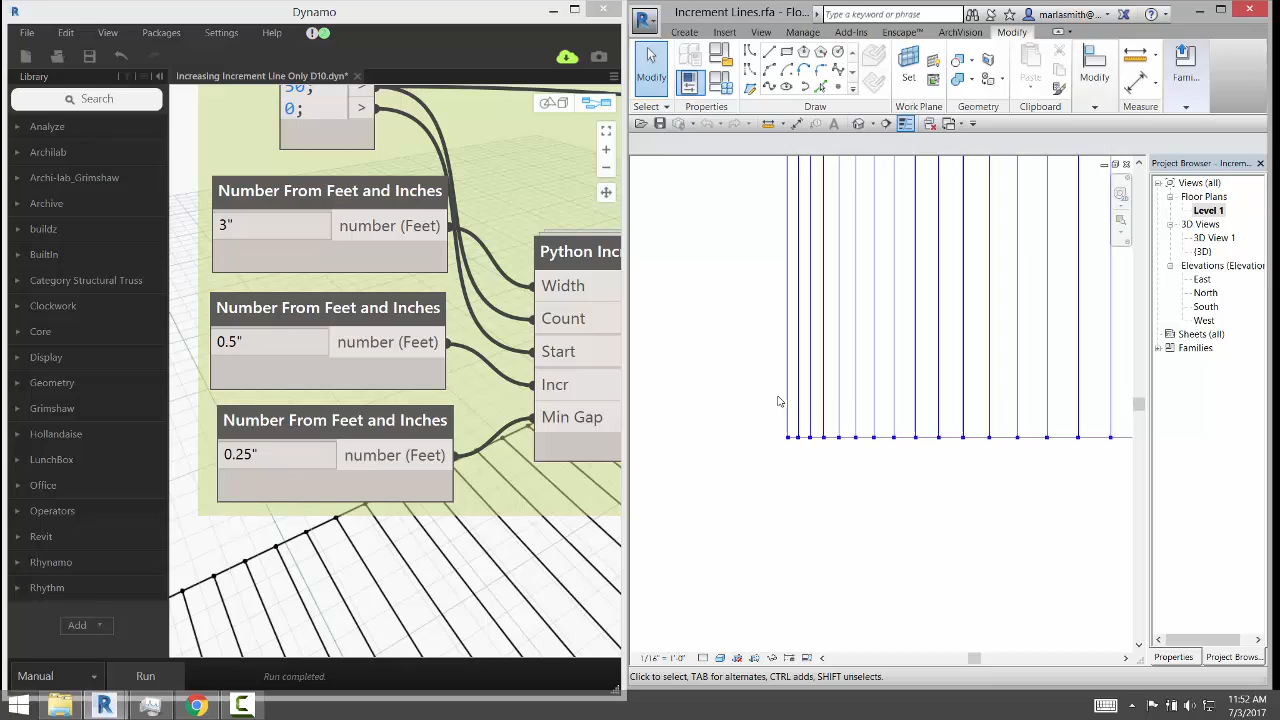 Dynamo
File Edit View Packages Settings Help
Library
Increasing Increment Line Only D10.dyn*
Search
Analyze
Archilab
Archi-lab_Grimshaw
Archive
buildz
BuiltIn
Category Structural Truss
Clockwork
Core
Display
Geometry
Grimshaw
Hollandaise
LunchBox
Office
Operators
Revit
Rhynamo
Rhythm
Add
Manual
Run
Run completed.
50;
0;
>
>
Number From Feet and Inches
3"
number (Feet)
Number From Feet and Inches
0.5"
number (Feet)
Number From Feet and Inches
0.25"
number (Feet)
Python Incr
Width
Count
Start
Incr
Min Gap
Increment Lines.rfa - Flo...
Type a keyword or phrase
marlasmith@...
Create Insert View Manage Add-Ins Enscape™ ArchVision Modify
Modify
Set
Paste
Modify
Fami...
Select
Properties
Draw
Work Plane
Geometry
Clipboard
Measure
Project Browser - Increm...
Views (all)
Floor Plans
Level 1
3D Views
3D View 1
{3D}
Elevations (Elevation
East
North
South
West
Sheets (all)
Families
Properties
Project Brows...
1/16" = 1'-0"
Click to select, TAB for alternates, CTRL adds, SHIFT unselects.
11:52 AM
7/3/2017